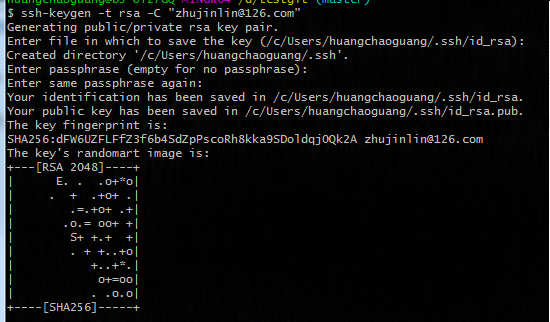 $ ssh-keygen -t rsa -C "zhujinlin@126.com"
Generating public/private rsa key pair.
Enter file in which to save the key (/c/Users/huangchaoguang/.ssh/id_rsa):
Created directory '/c/Users/huangchaoguang/.ssh'.
Enter passphrase (empty for no passphrase):
Enter same passphrase again:
Your identification has been saved in /c/Users/huangchaoguang/.ssh/id_rsa.
Your public key has been saved in /c/Users/huangchaoguang/.ssh/id_rsa.pub.
The key fingerprint is:
SHA256:dFW6UZFLFfZ3f6b4SdZpPscoRh8kka9SDoldqjOQk2A zhujinlin@126.com
The key's randomart image is:
+---[RSA 2048]----+
|      E. .  .o+*o|
|     .  +  .+o+ .|
|       .=.+o+ .+|
|      .o.= oo+ +|
|       S+ +.+  +|
|       . + +..+o|
|          +..+*.|
|           o+=oo|
|          . .o.o|
+----[SHA256]-----+